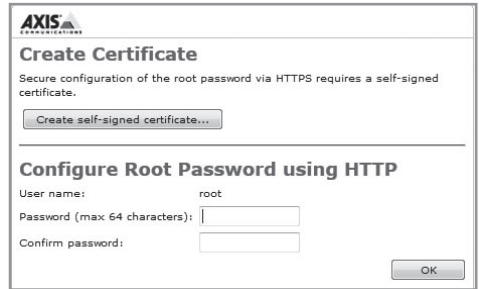 AXIS
COMMUNICATIONS
Create Certificate
Secure configuration of the root password via HTTPS requires a self-signed
certificate.
Create self-signed certificate...
Configure Root Password using HTTP
User name: root
Password (max 64 characters):
Confirm password:
OK